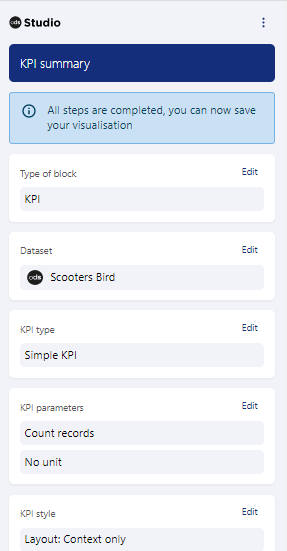 ods Studio
KPI summary
All steps are completed, you can now save
your visualisation
Type of block Edit
KPI
Dataset Edit
ods Scooters Bird
KPI type Edit
Simple KPI
KPI parameters Edit
Count records
No unit
KPI style Edit
Layout: Context only